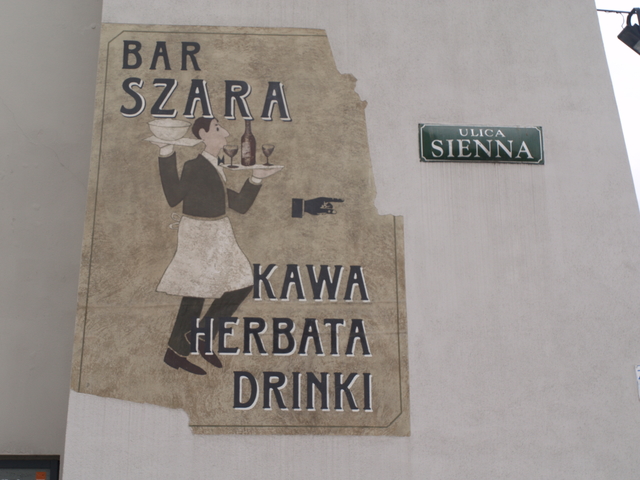 BAR
SZARA
ULICA
SIENNA
KAWA
HERBATA
DRINKI